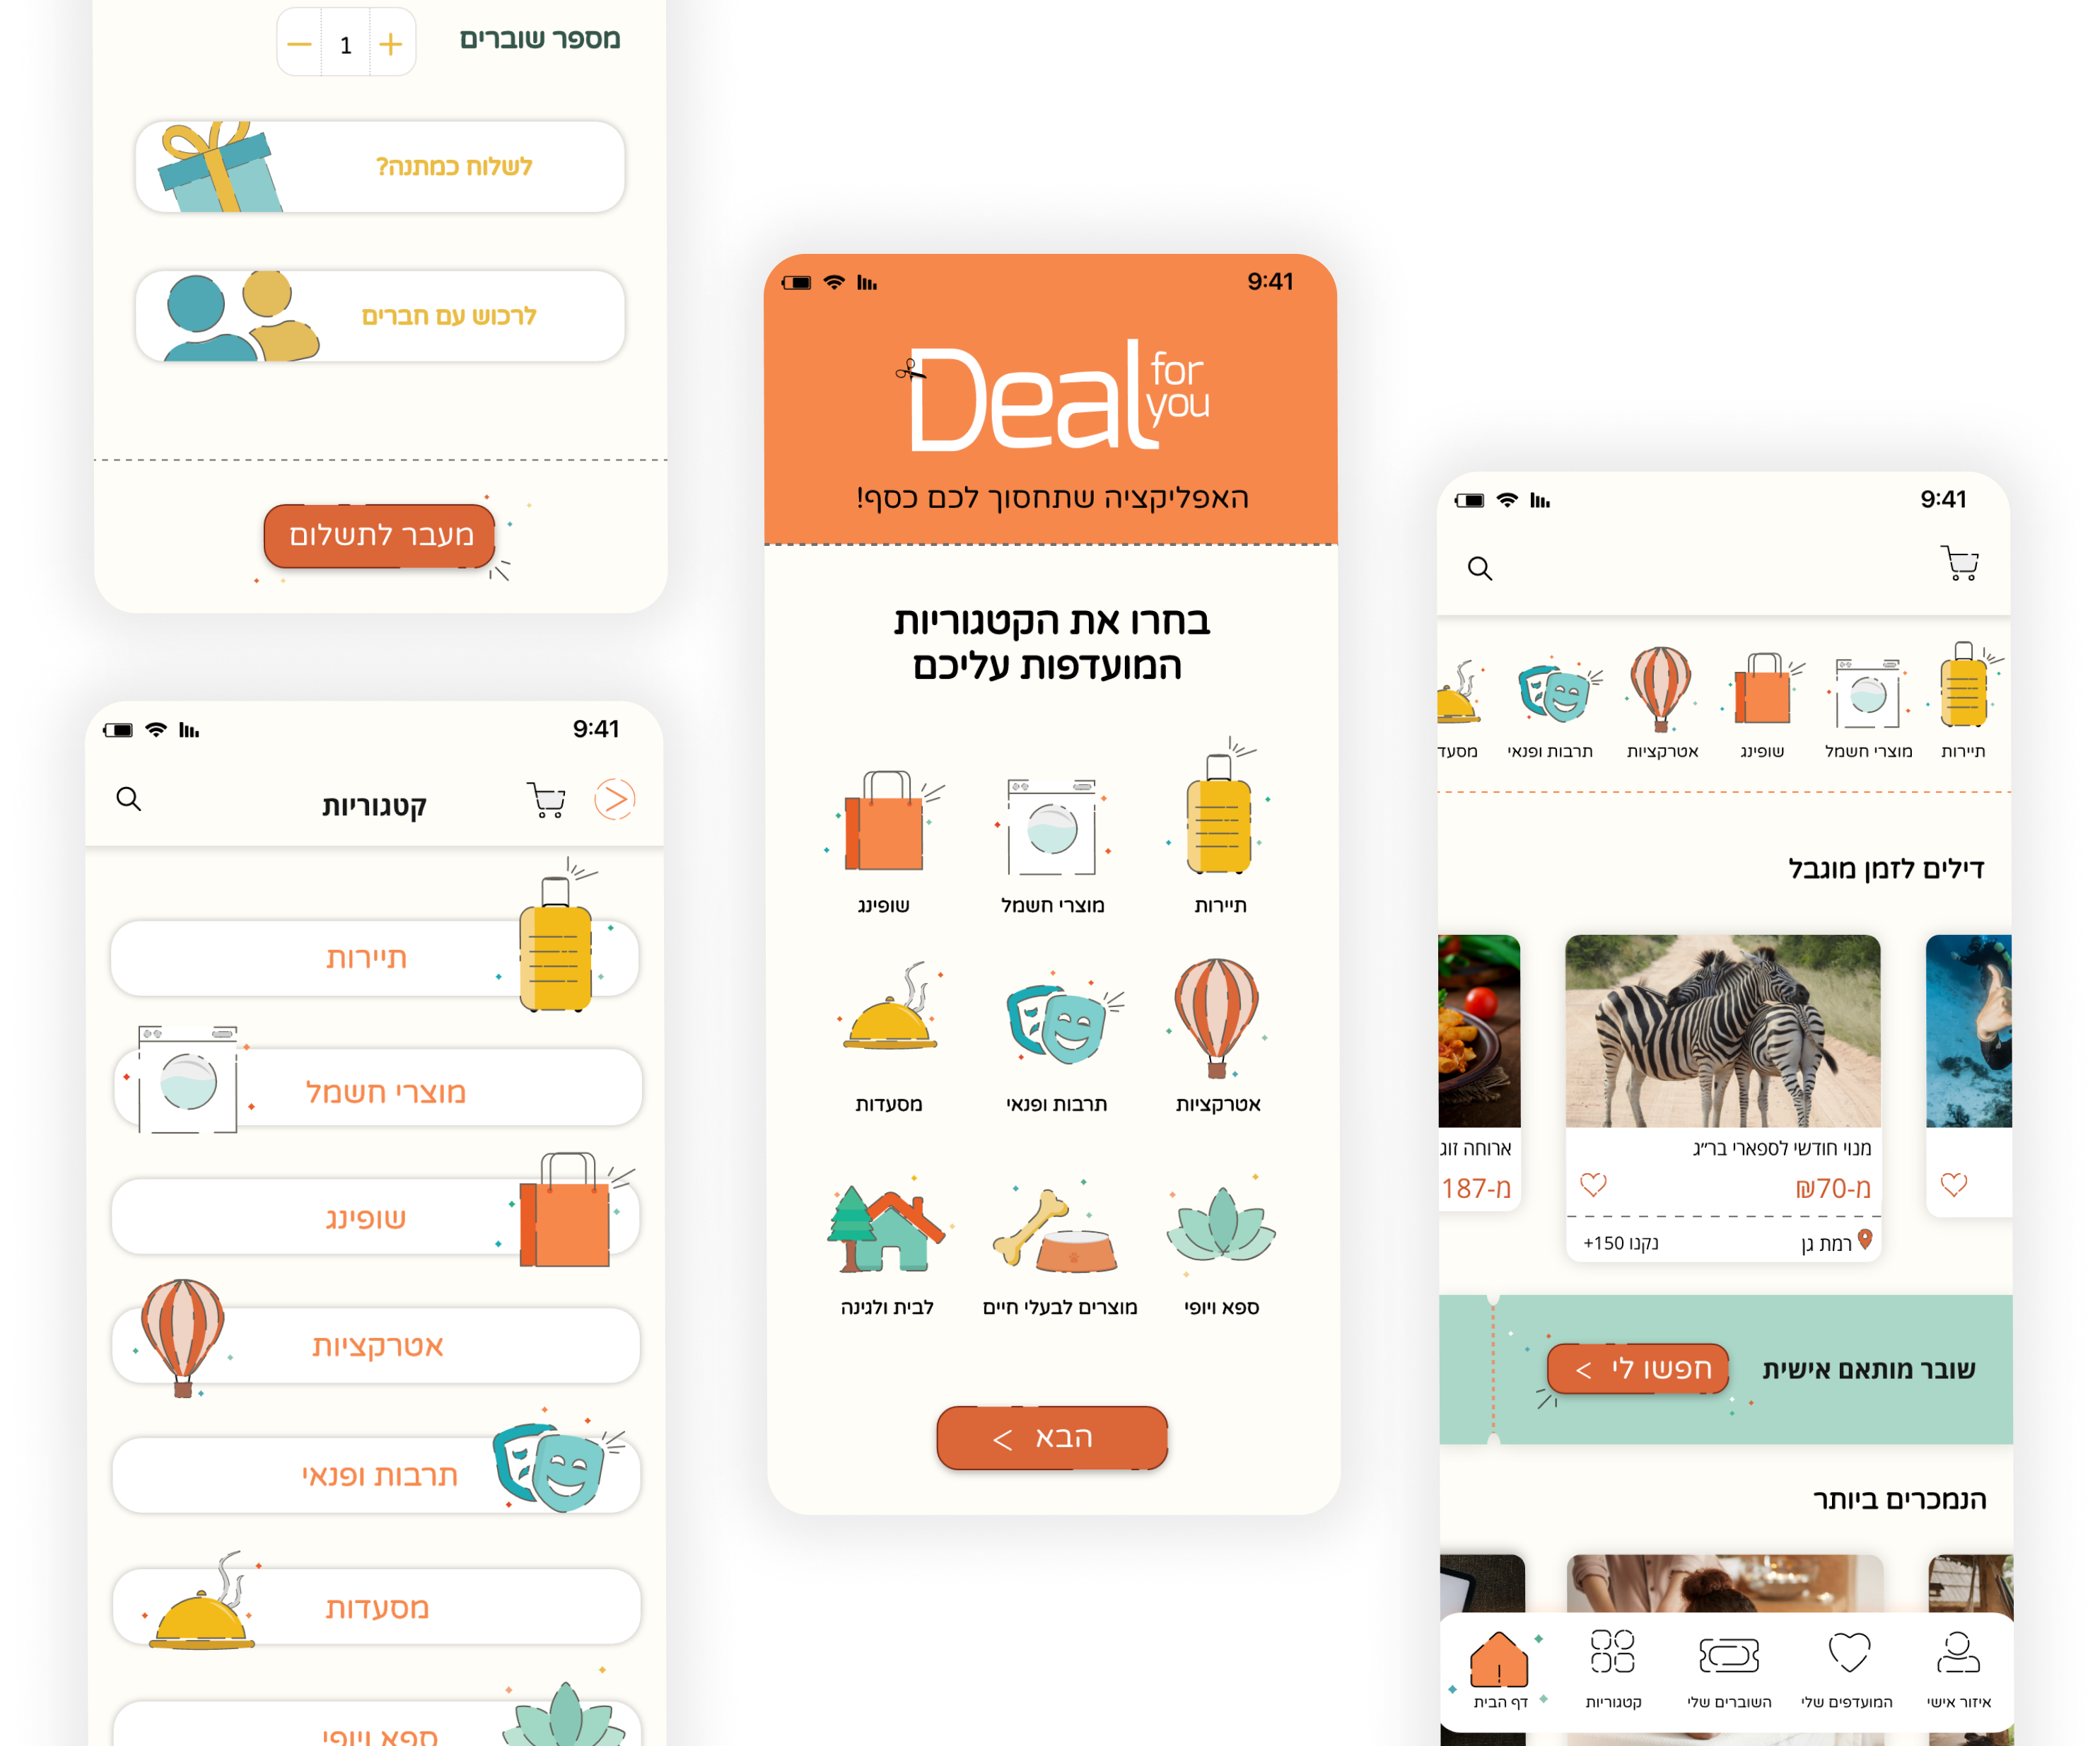 מספר שוברים
1
לשלוח כמתנה?
לרכוש עם חברים
מעבר לתשלום
9:41
קטגוריות
תיירות
מוצרי חשמל
שופינג
אטרקציות
תרבות ופנאי
מסעדות
ספא ויופי
9:41
Deal for you
האפליקציה שתחסוך לכם כסף!
בחרו את הקטגוריות
המועדפות עליכם
תיירות
מוצרי חשמל
שופינג
אטרקציות
תרבות ופנאי
מסעדות
ספא ויופי
מוצרים לבעלי חיים
לבית ולגינה
הבא >
9:41
תיירות
מוצרי חשמל
שופינג
אטרקציות
תרבות ופנאי
מסעד
דילים לזמן מוגבל
מנוי חודשי לספארי בר״ג
מ-₪70
רמת גן
נקנו 150+
ארוחה זוג
מ-187
שובר מותאם אישית
חפשו לי >
הנמכרים ביותר
איזור אישי
המועדפים שלי
השוברים שלי
קטגוריות
דף הבית